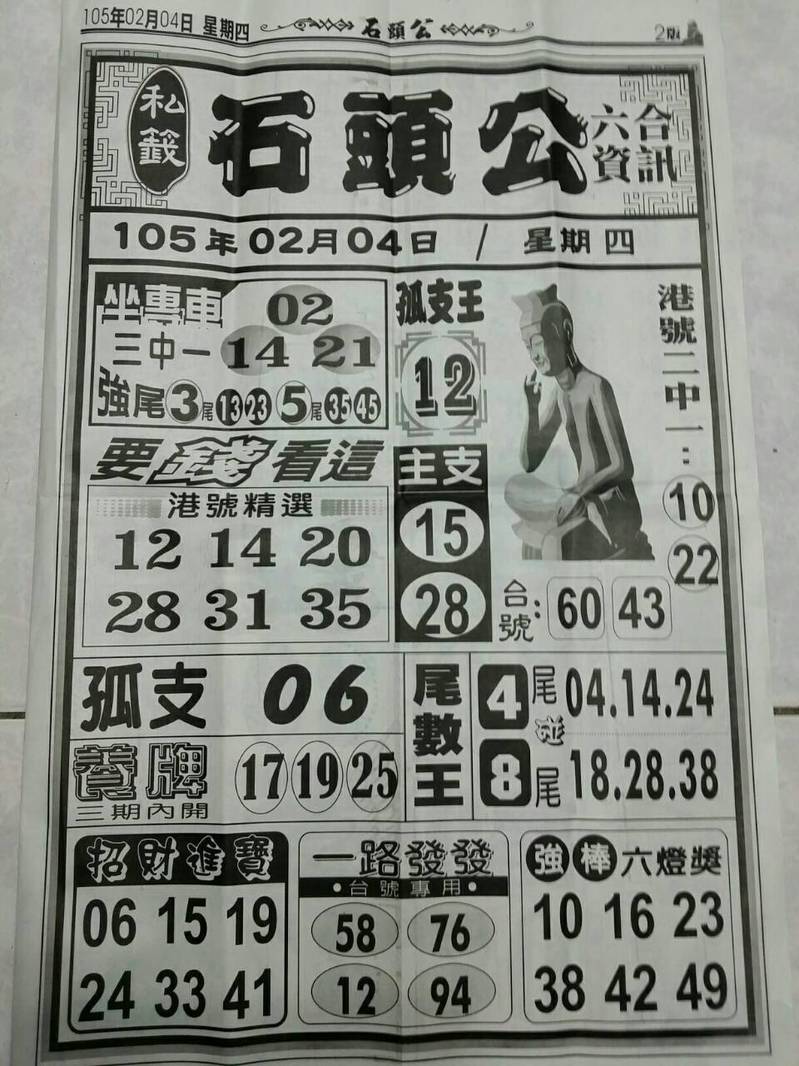 105年02月04日 星期四
石頭公
2版
私籤
石頭公
六合
資訊
105年02月04日 / 星期四
坐專車
02
三中一 14 21
強尾 3尾 13 23 5尾 35 45
孤支王
12
港號二中一:
10
22
要錢看這
港號精選
12 14 20
28 31 35
主支
15
28
台號: 60 43
孤支 06
養牌
三期內開
17 19 25
尾數王
4尾 04.14.24
碰
8尾 18.28.38
招財進寶
06 15 19
24 33 41
一路發發
•台號專用•
58 76
12 94
強棒六燈獎
10 16 23
38 42 49